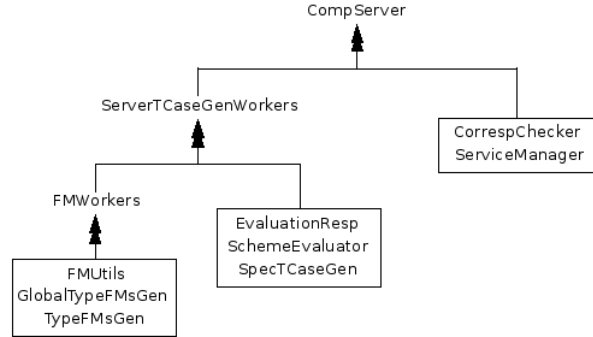 CompServer
ServerTCaseGenWorkers
CorrespChecker
ServiceManager
FMWorkers
EvaluationResp
SchemeEvaluator
SpecTCaseGen
FMUtils
GlobalTypeFMsGen
TypeFMsGen